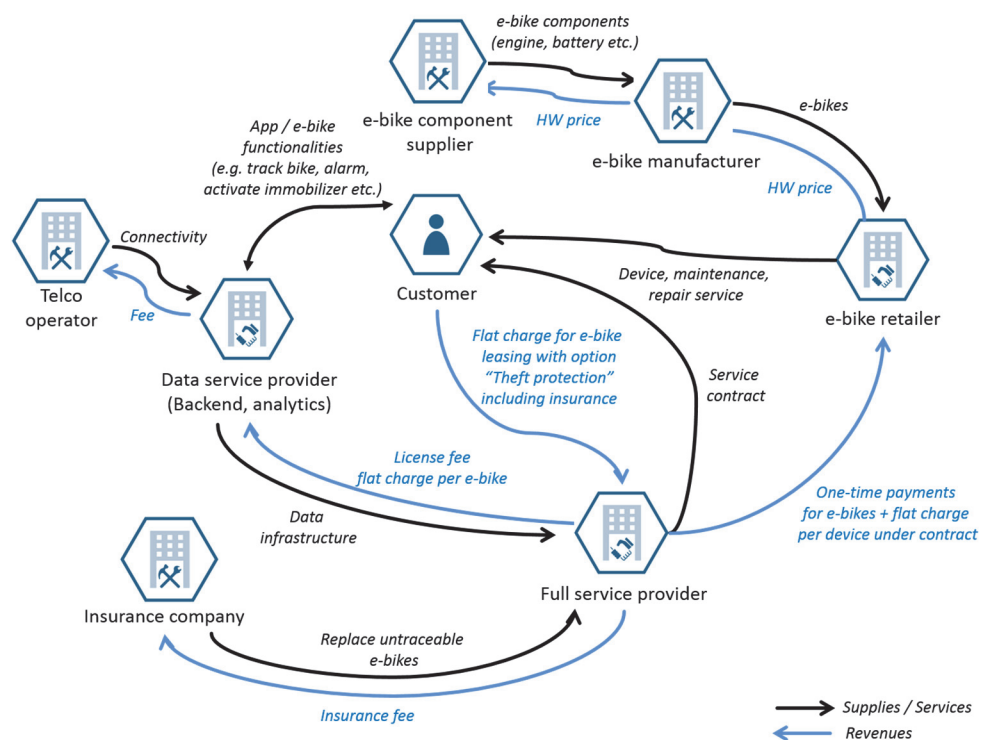 e-bike components
(engine, battery etc.)
HW price
e-bike component
supplier
e-bike manufacturer
e-bikes
HW price
App / e-bike
functionalities
(e.g. track bike, alarm,
activate immobilizer etc.)
Connectivity
Fee
Telco
operator
Customer
Device, maintenance,
repair service
e-bike retailer
Data service provider
(Backend, analytics)
Flat charge for e-bike
leasing with option
“Theft protection”
including insurance
Service
contract
License fee
flat charge per e-bike
Data
infrastructure
One-time payments
for e-bikes + flat charge
per device under contract
Full service provider
Insurance company
Replace untraceable
e-bikes
Insurance fee
Supplies / Services
Revenues